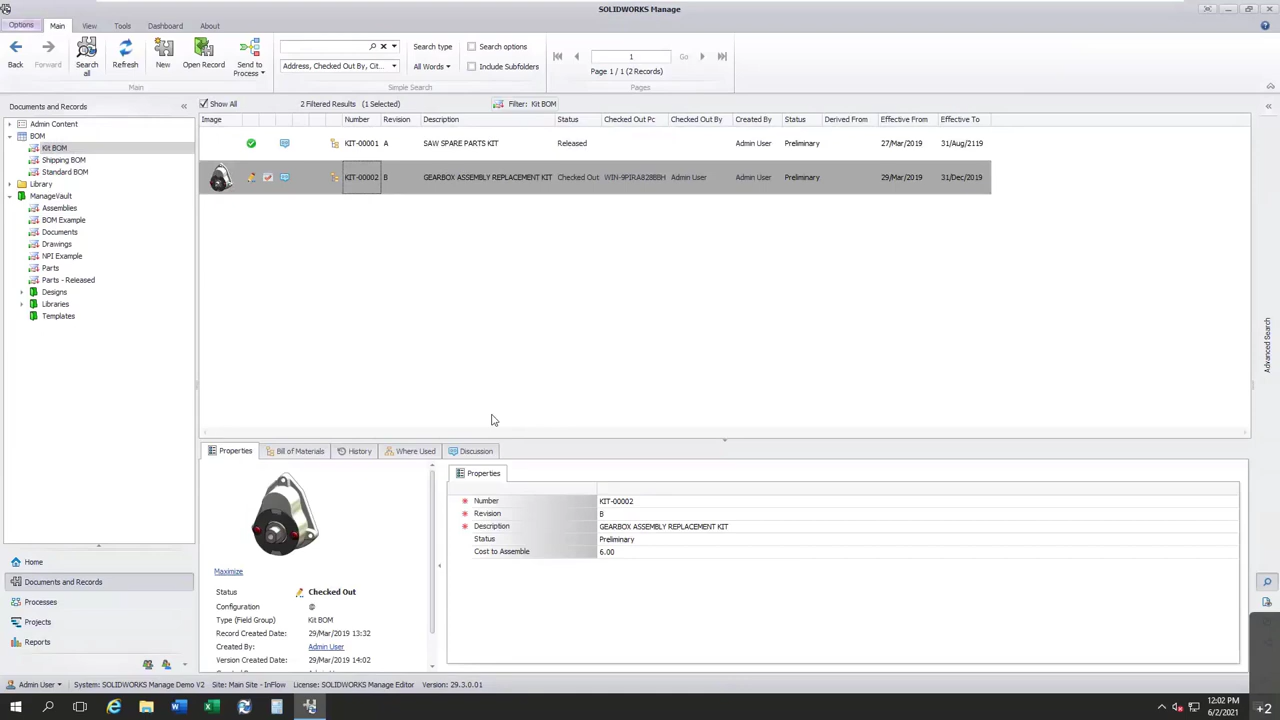 SOLIDWORKS Manage
Options Main View Tools Dashboard About
Back Forward Search all Refresh New Open Record Send to Process
Search type Search options
Address, Checked Out By, Cit... All Words Include Subfolders
1 Go
Page 1 / 1 (2 Records)
Main Simple Search Pages
Documents and Records
Show All 2 Filtered Results (1 Selected) Filter: Kit BOM
Image Number Revision Description Status Checked Out Pc Checked Out By Created By Status Derived From Effective From Effective To
KIT-00001 A SAW SPARE PARTS KIT Released Admin User Preliminary 27/Mar/2019 31/Aug/2119
KIT-00002 B GEARBOX ASSEMBLY REPLACEMENT KIT Checked Out WIN-9PIRA828BBH Admin User Admin User Preliminary 29/Mar/2019 31/Dec/2019
Admin Content
BOM
Kit BOM
Shipping BOM
Standard BOM
Library
ManageVault
Assemblies
BOM Example
Documents
Drawings
NPI Example
Parts
Parts - Released
Designs
Libraries
Templates
Advanced Search
Home
Documents and Records
Processes
Projects
Reports
Properties Bill of Materials History Where Used Discussion
Maximize
Status Checked Out
Configuration @
Type (Field Group) Kit BOM
Record Created Date: 29/Mar/2019 13:32
Created By: Admin User
Version Created Date: 29/Mar/2019 14:02
Properties
Number KIT-00002
Revision B
Description GEARBOX ASSEMBLY REPLACEMENT KIT
Status Preliminary
Cost to Assemble 6.00
Admin User System: SOLIDWORKS Manage Demo V2 Site: Main Site - InFlow License: SOLIDWORKS Manage Editor Version: 29.3.0.01
12:02 PM
6/2/2021
+2